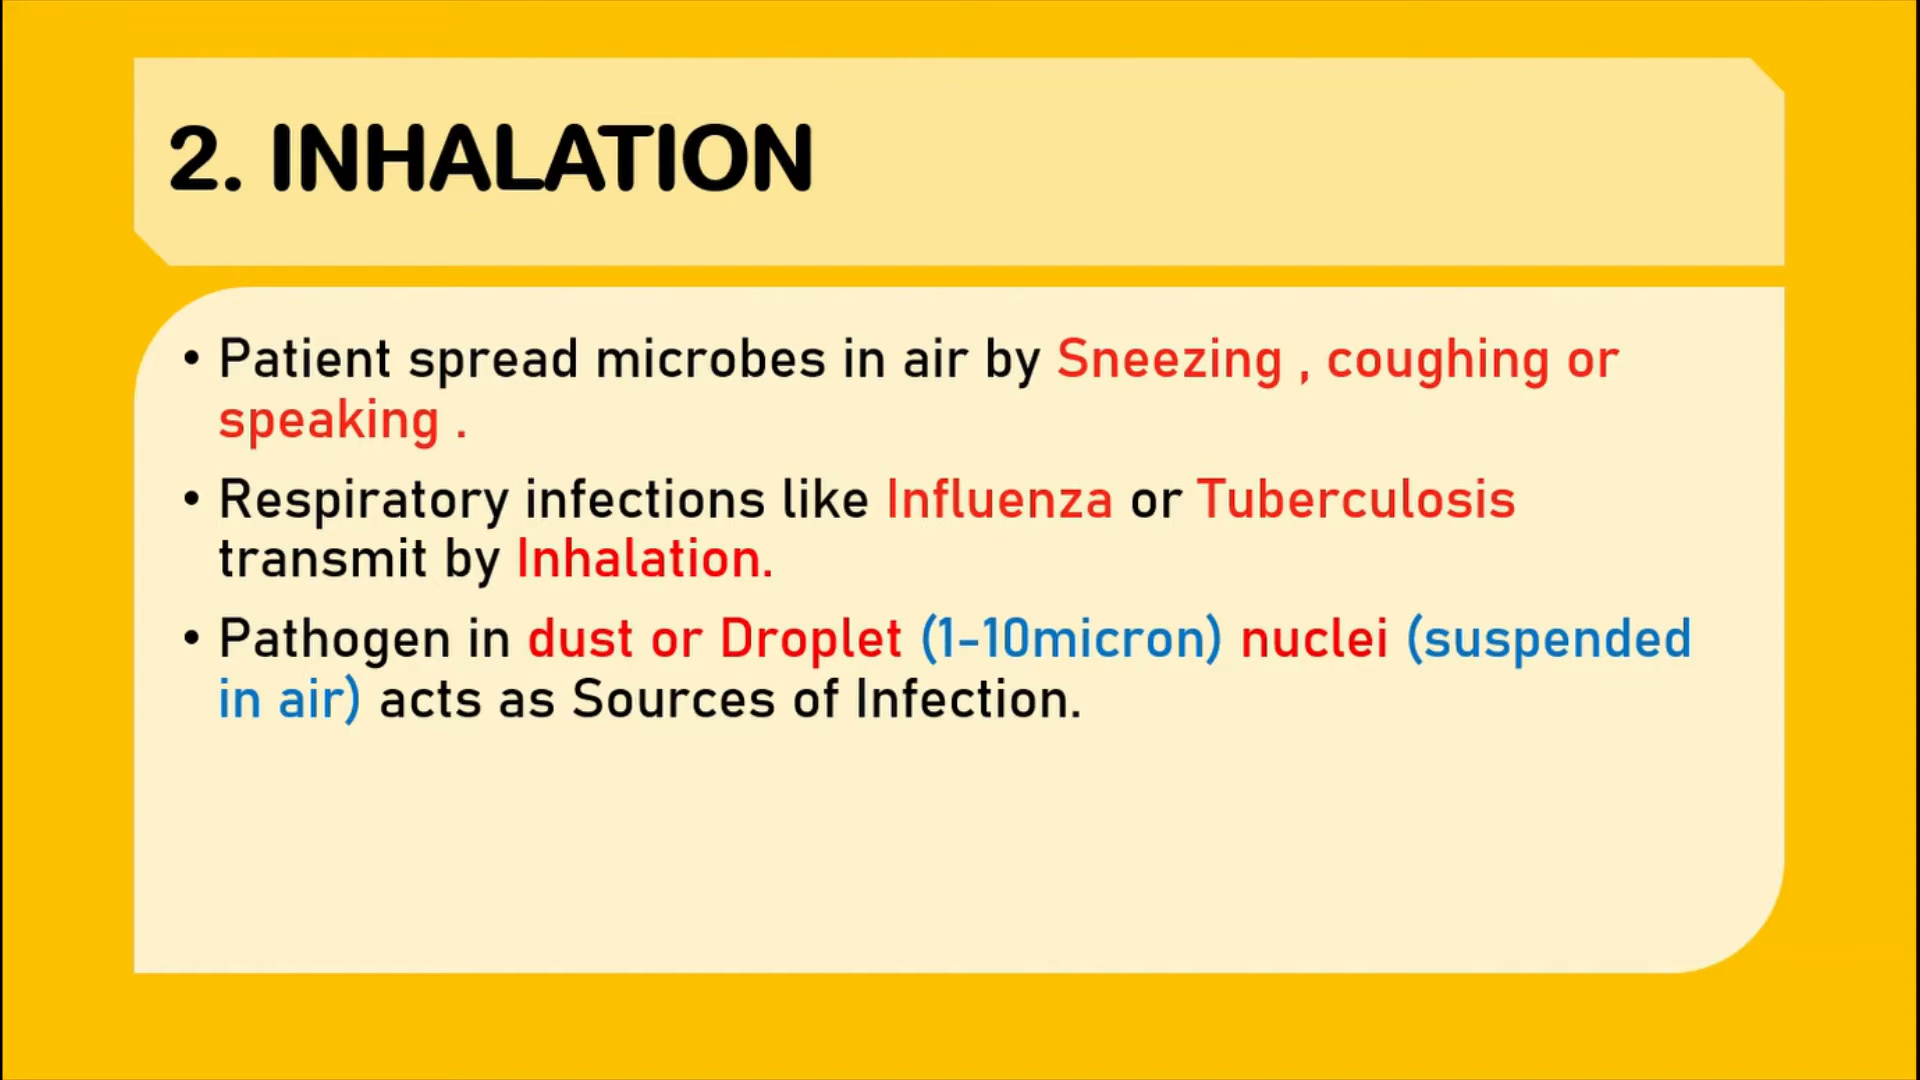 2. INHALATION
• Patient spread microbes in air by Sneezing , coughing or
speaking .
• Respiratory infections like Influenza or Tuberculosis
transmit by Inhalation.
• Pathogen in dust or Droplet (1-10micron) nuclei (suspended
in air) acts as Sources of Infection.